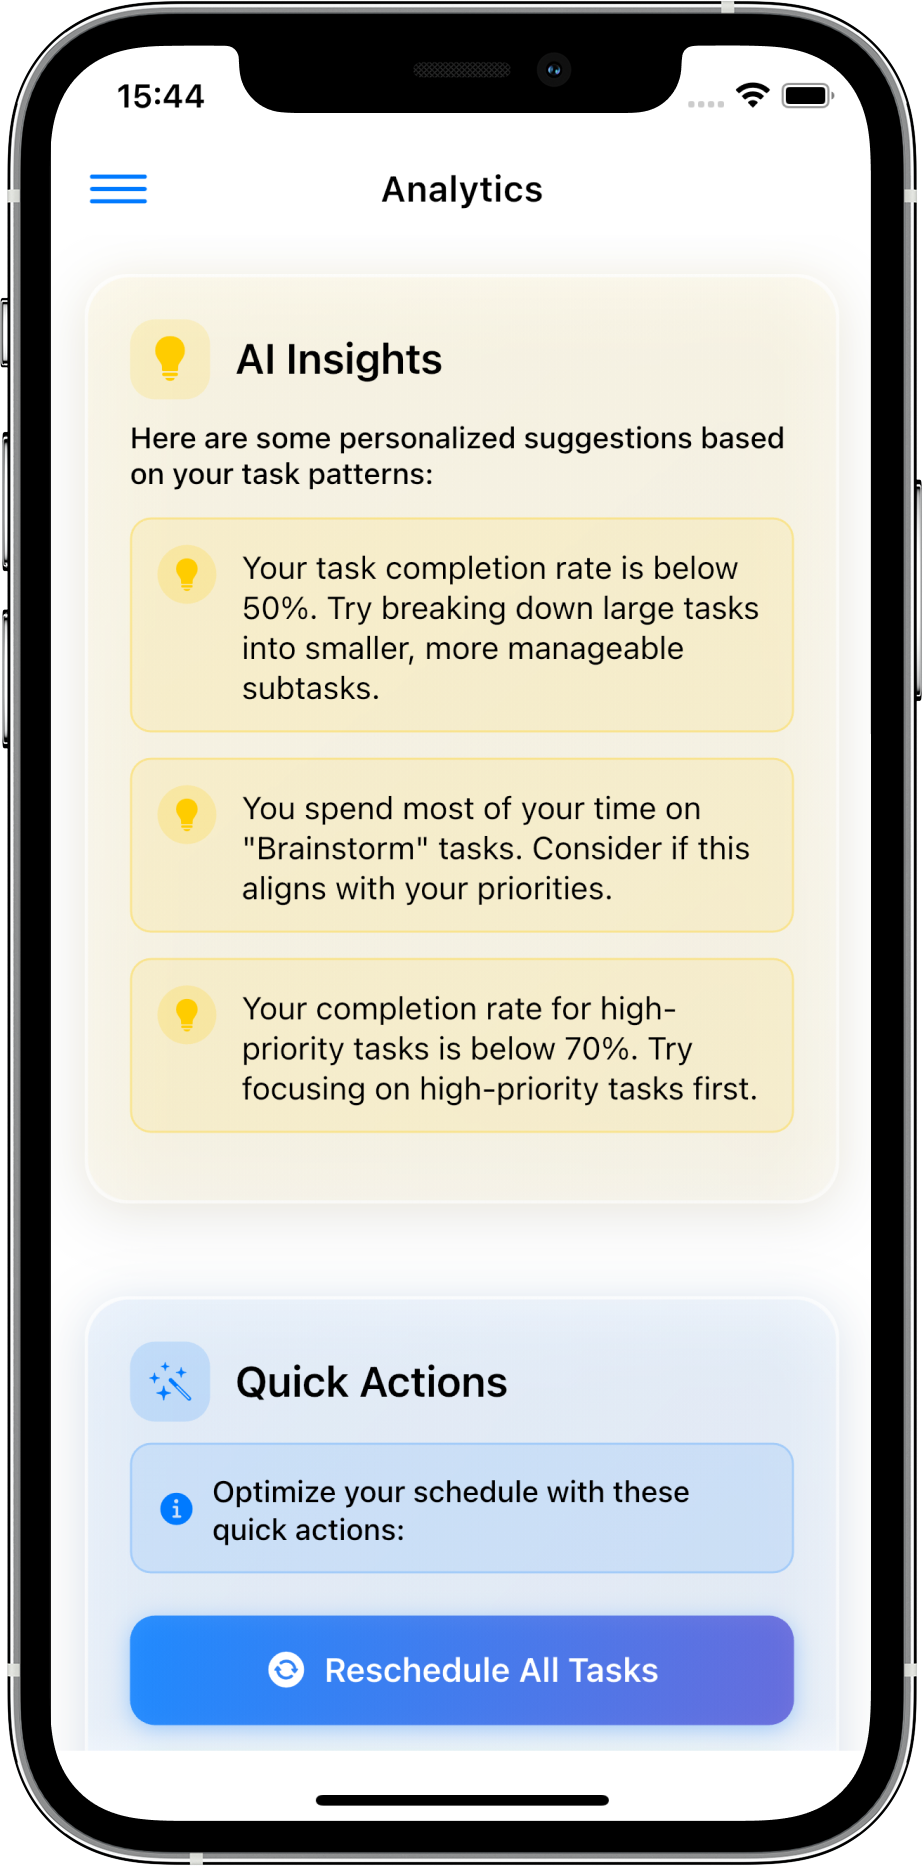 15:44
Analytics
AI Insights
Here are some personalized suggestions based
on your task patterns:
Your task completion rate is below
50%. Try breaking down large tasks
into smaller, more manageable
subtasks.
You spend most of your time on
"Brainstorm" tasks. Consider if this
aligns with your priorities.
Your completion rate for high-
priority tasks is below 70%. Try
focusing on high-priority tasks first.
Quick Actions
Optimize your schedule with these
quick actions:
Reschedule All Tasks